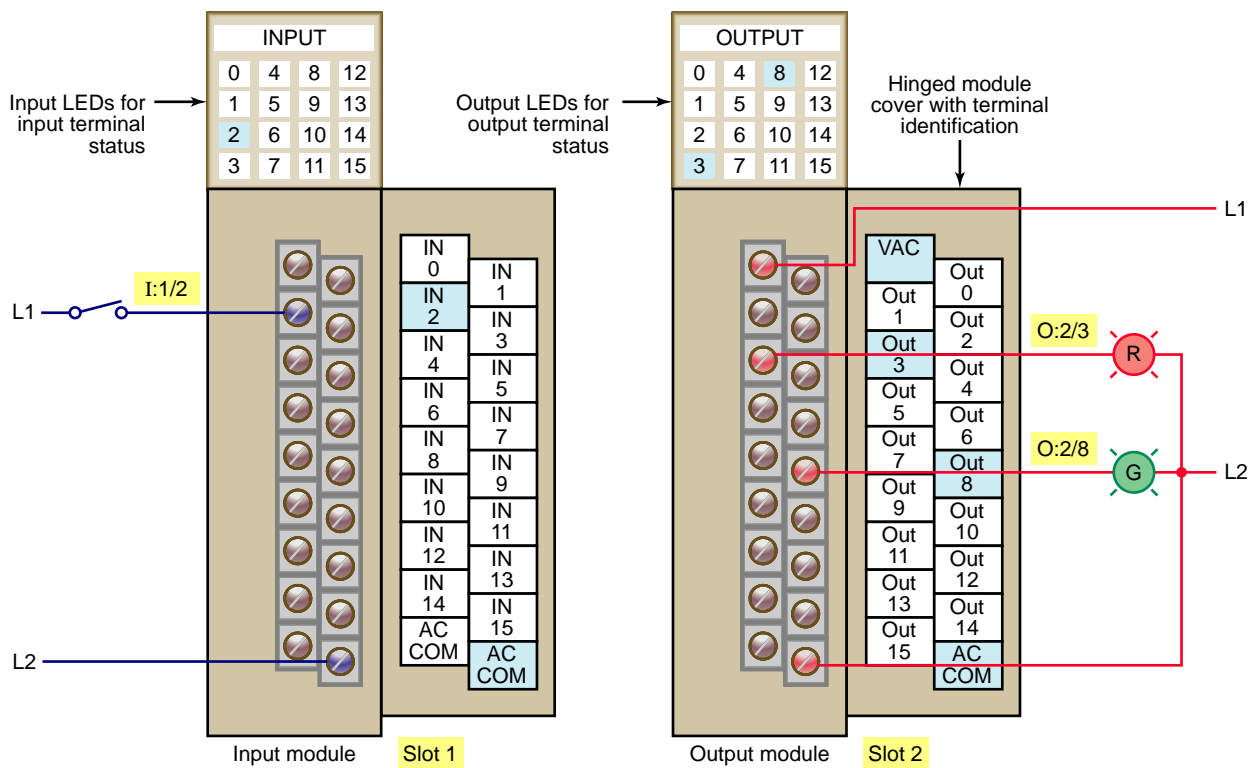 INPUT
0 4 8 12
1 5 9 13
2 6 10 14
3 7 11 15
Input LEDs for
input terminal
status
OUTPUT
0 4 8 12
1 5 9 13
2 6 10 14
3 7 11 15
Output LEDs for
output terminal
status
Hinged module
cover with terminal
identification
L1
I:1/2
L2
IN
0
IN
1
IN
2
IN
3
IN
4
IN
5
IN
6
IN
7
IN
8
IN
9
IN
10
IN
11
IN
12
IN
13
IN
14
IN
15
AC
COM
AC
COM
Input module
Slot 1
VAC
Out
0
Out
1
Out
2
Out
3
Out
4
Out
5
Out
6
Out
7
Out
8
Out
9
Out
10
Out
11
Out
12
Out
13
Out
14
Out
15
AC
COM
L1
O:2/3
R
O:2/8
G
L2
Output module
Slot 2